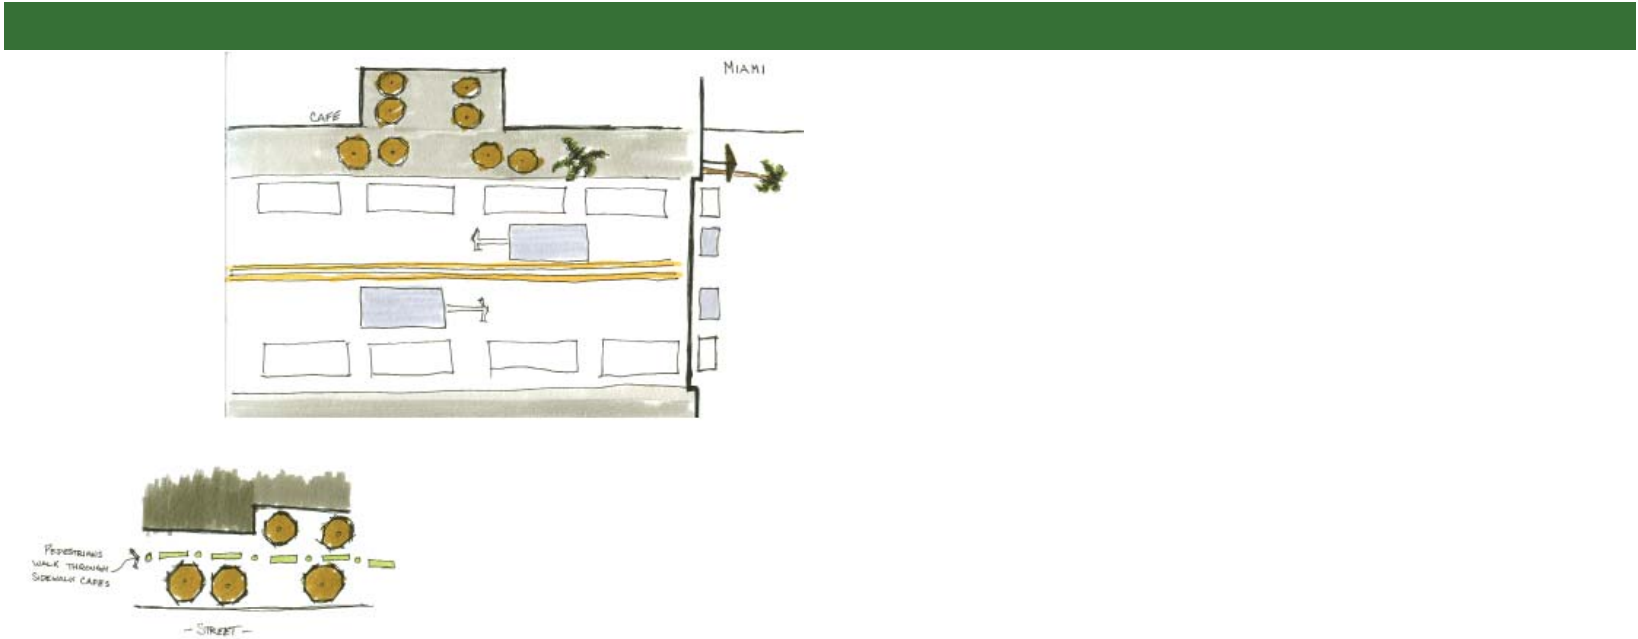 MIAMI
CAFE
PEDESTRIANS
WALK THROUGH
SIDEWALK CAFES
- STREET -